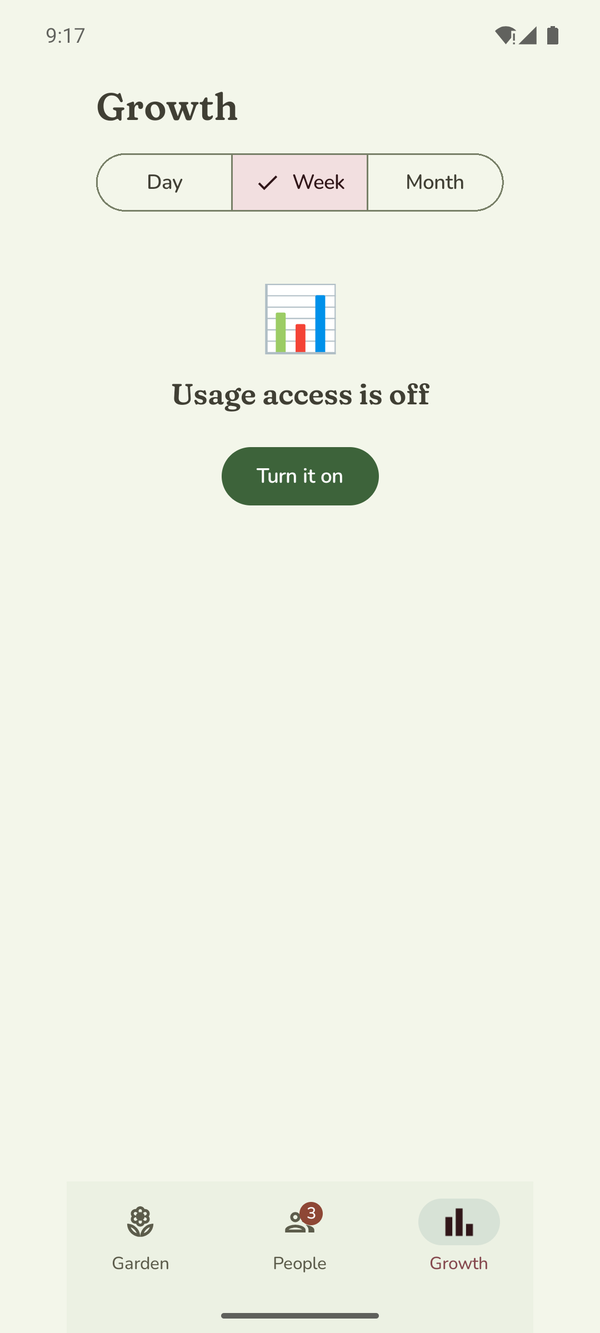 9:17
Growth
Day
Week
Month
Usage access is off
Turn it on
3
Garden
People
Growth